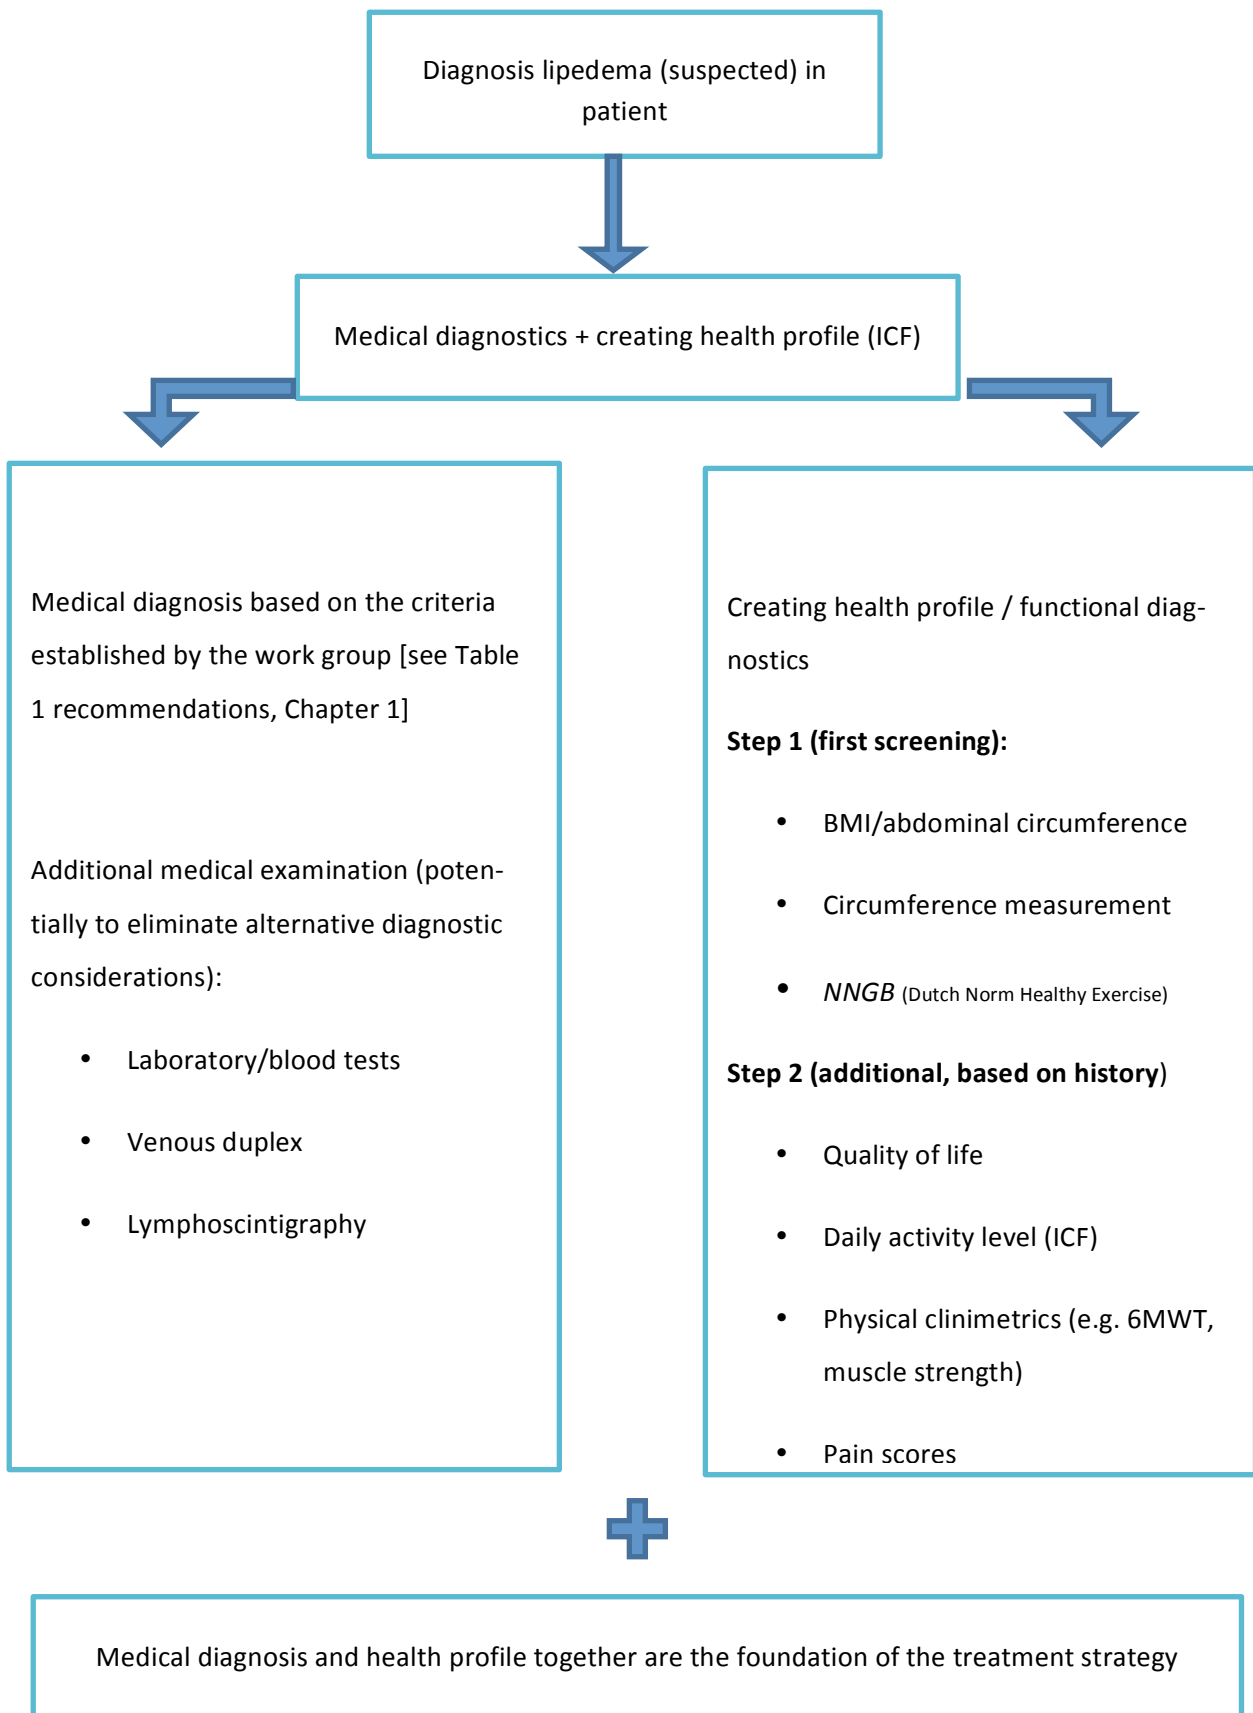 Diagnosis lipedema (suspected) in
patient
Medical diagnostics + creating health profile (ICF)
Medical diagnosis based on the criteria
established by the work group [see Table
1 recommendations, Chapter 1]
Additional medical examination (poten-
tially to eliminate alternative diagnostic
considerations):
• Laboratory/blood tests
• Venous duplex
• Lymphoscintigraphy
Creating health profile / functional diag-
nostics
Step 1 (first screening):
• BMI/abdominal circumference
• Circumference measurement
• NNGB (Dutch Norm Healthy Exercise)
Step 2 (additional, based on history)
• Quality of life
• Daily activity level (ICF)
• Physical clinimetrics (e.g. 6MWT,
muscle strength)
• Pain scores
Medical diagnosis and health profile together are the foundation of the treatment strategy